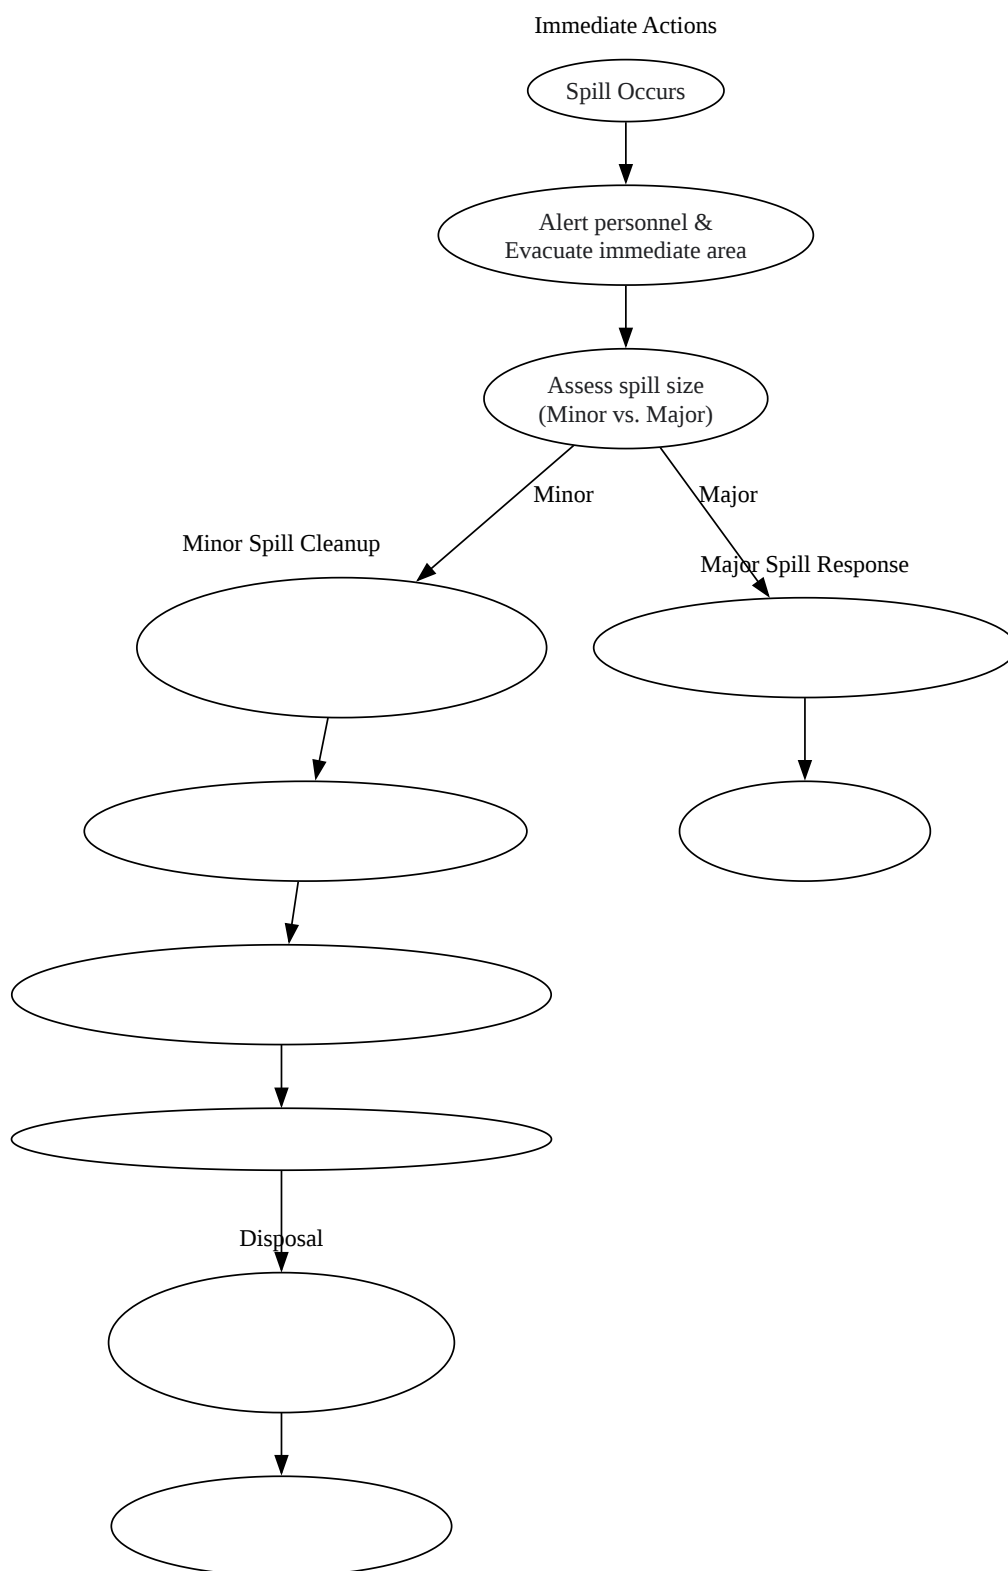 Immediate Actions
Spill Occurs
Alert personnel &
Evacuate immediate area
Assess spill size
(Minor vs. Major)
Minor
Major
Minor Spill Cleanup
Major Spill Response
Disposal